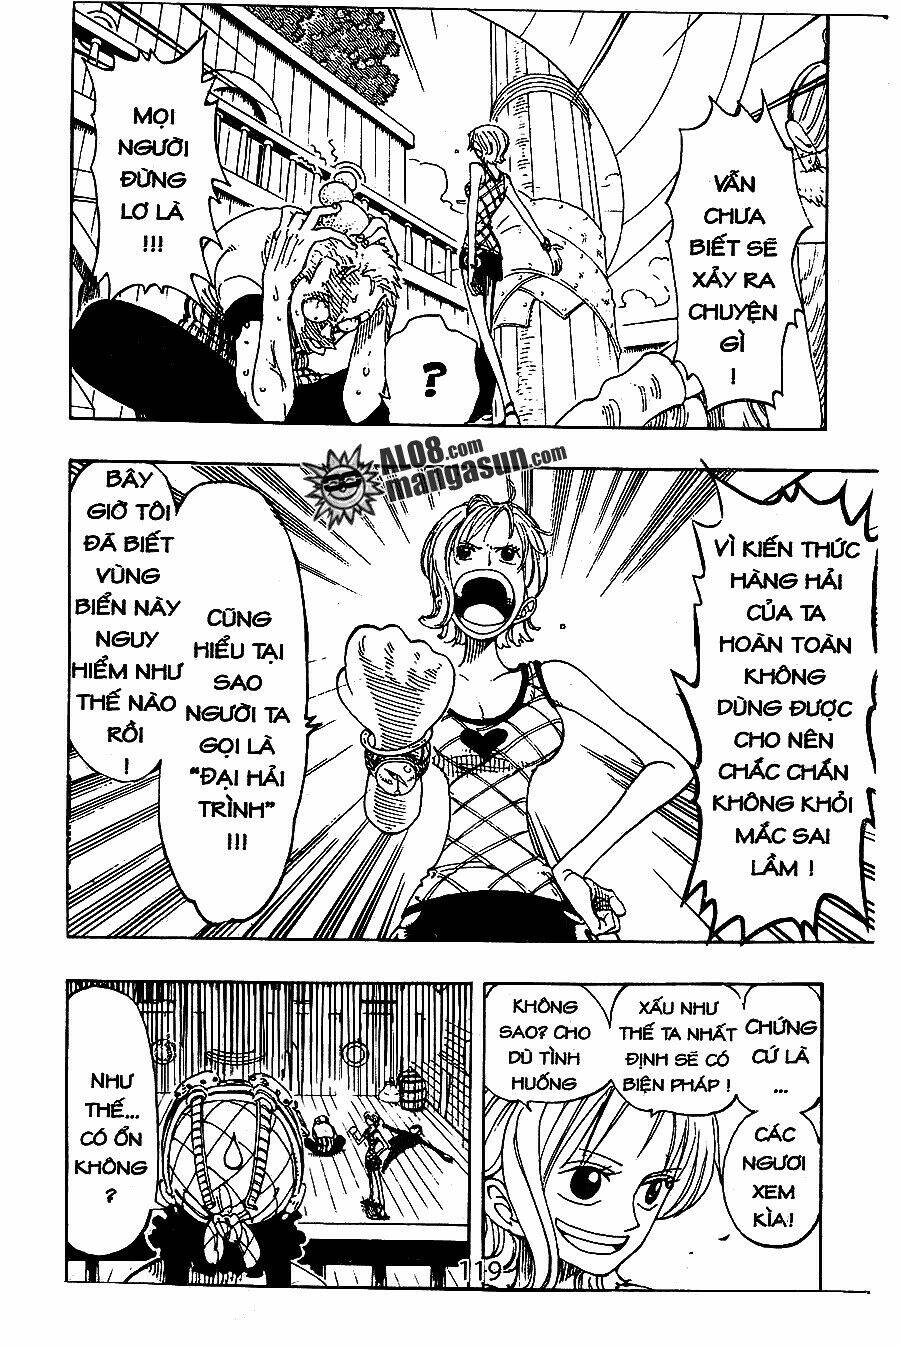 VẪN
CHƯA
BIẾT SẼ
XẢY RA
CHUYỆN
GÌ
!
MỌI
NGƯỜI
ĐỪNG
LƠ LÀ
!!!
?
AL08.com
mangasun.com
VÌ KIẾN THỨC
HÀNG HẢI
CỦA TA
HOÀN TOÀN
KHÔNG
DÙNG ĐƯỢC
CHO NÊN
CHẮC CHẮN
KHÔNG KHỎI
MẮC SAI
LẦM !
CŨNG
HIỂU TẠI
SAO
NGƯỜI TA
GỌI LÀ
“ĐẠI HẢI
TRÌNH”
!!!
BÂY
GIỜ TÔI
ĐÃ BIẾT
VÙNG
BIỂN NÀY
NGUY
HIỂM NHƯ
THẾ NÀO
RỒI
!
CHỨNG
CỨ LÀ
...
CÁC
NGƯƠI
XEM
KÌA!
XẤU NHƯ
THẾ TA NHẤT
ĐỊNH SẼ CÓ
BIỆN PHÁP !
KHÔNG
SAO? CHO
DÙ TÌNH
HUỐNG
NHƯ
THẾ...
CÓ ỔN
KHÔNG
?
119